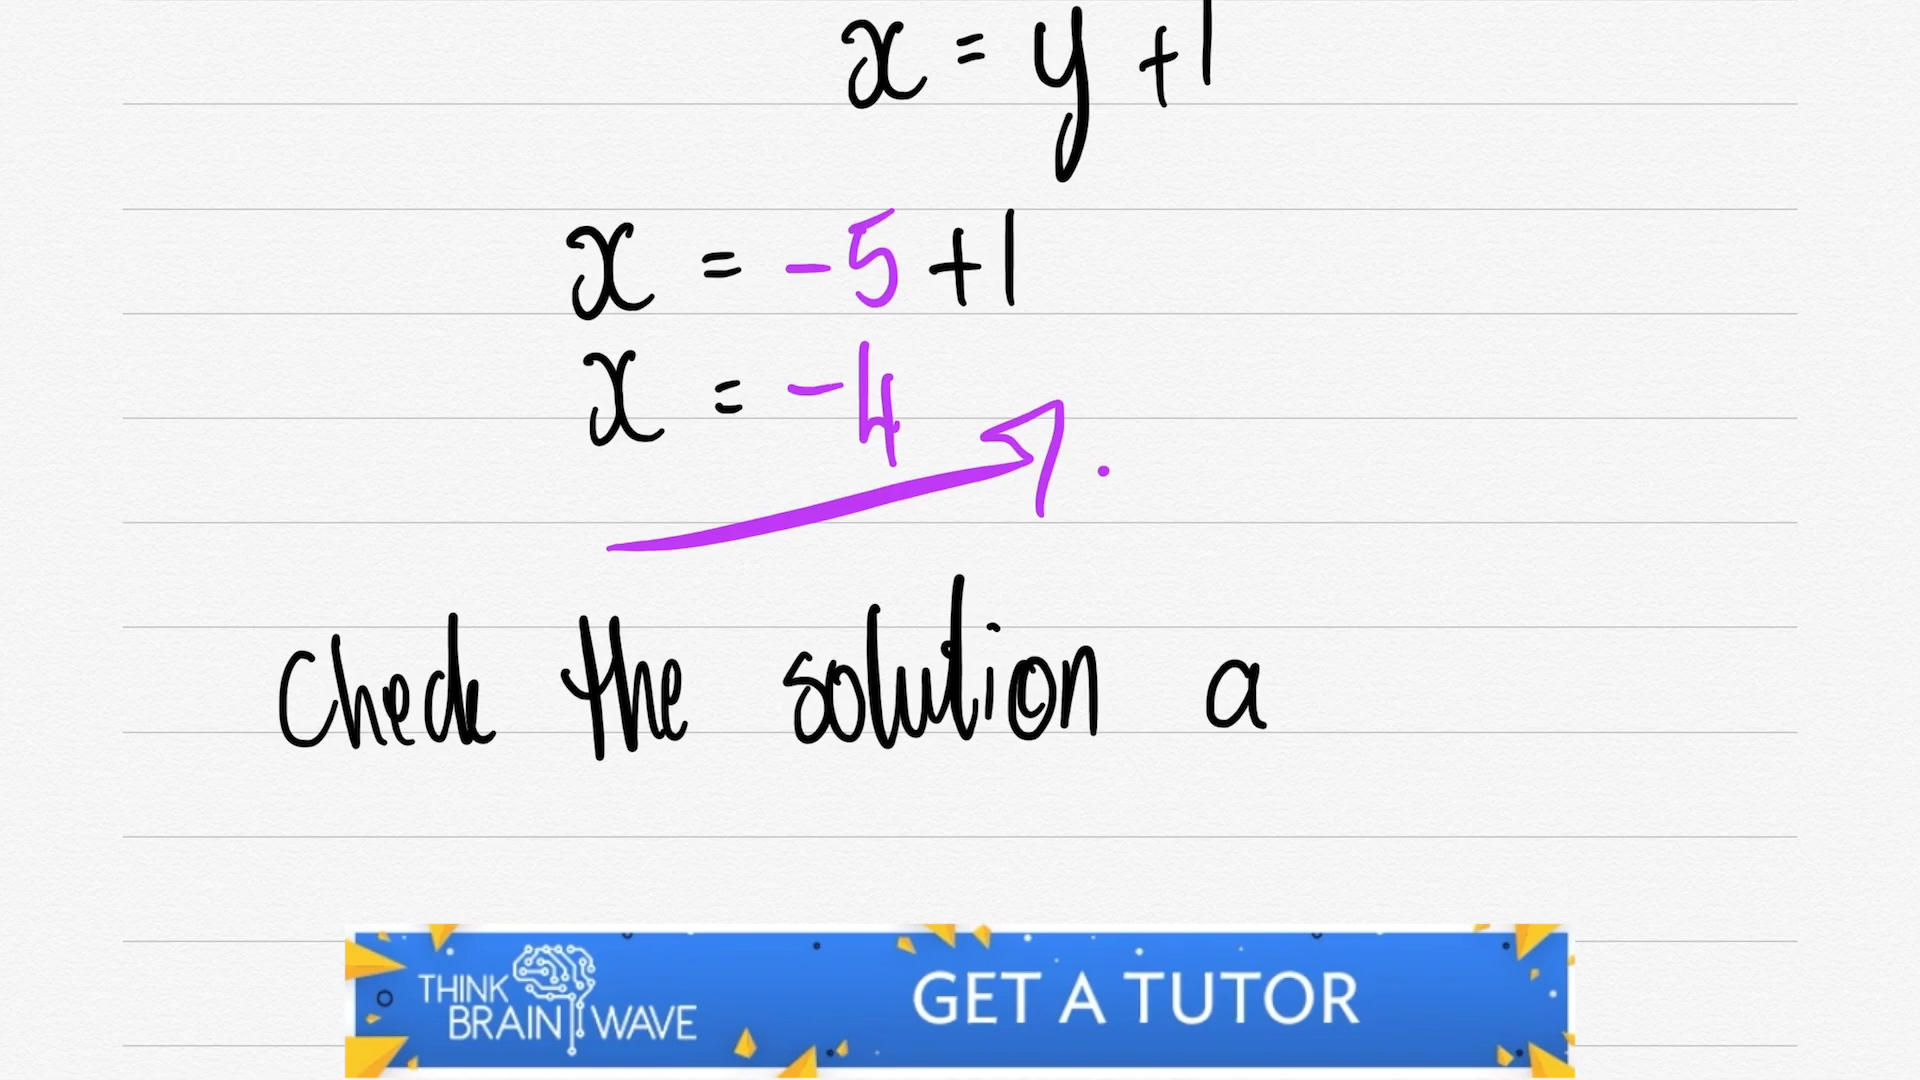 x = y +1
x = -5 +1
x = -4
Check the solution a
THINK BRAIN WAVE
GET A TUTOR